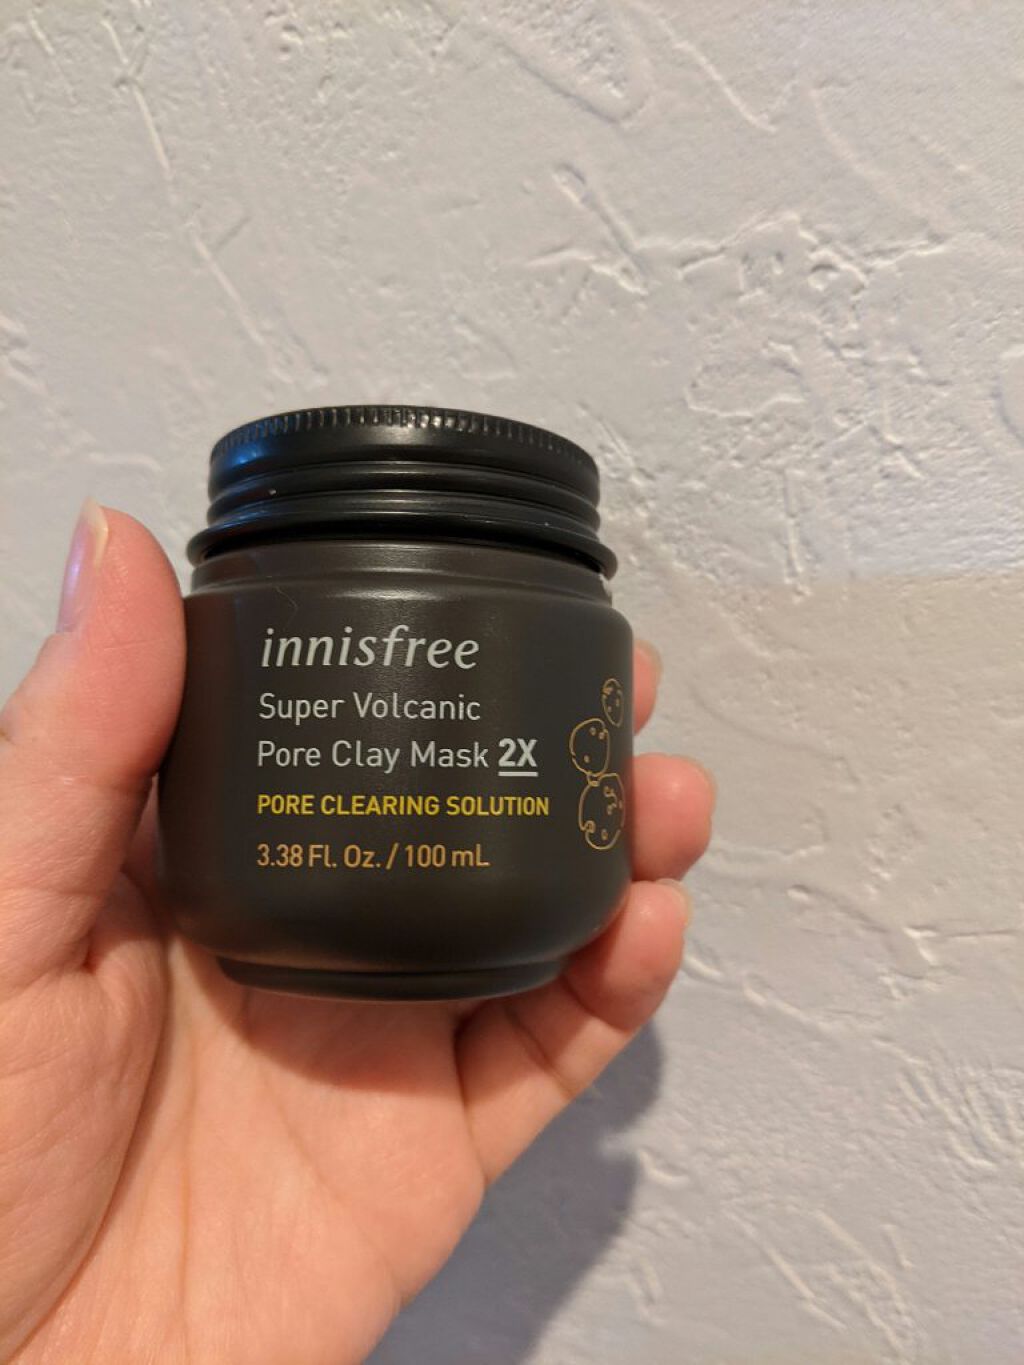 innisfree
Super Volcanic
Pore Clay Mask 2X
PORE CLEARING SOLUTION
3.38 Fl. Oz. / 100 mL